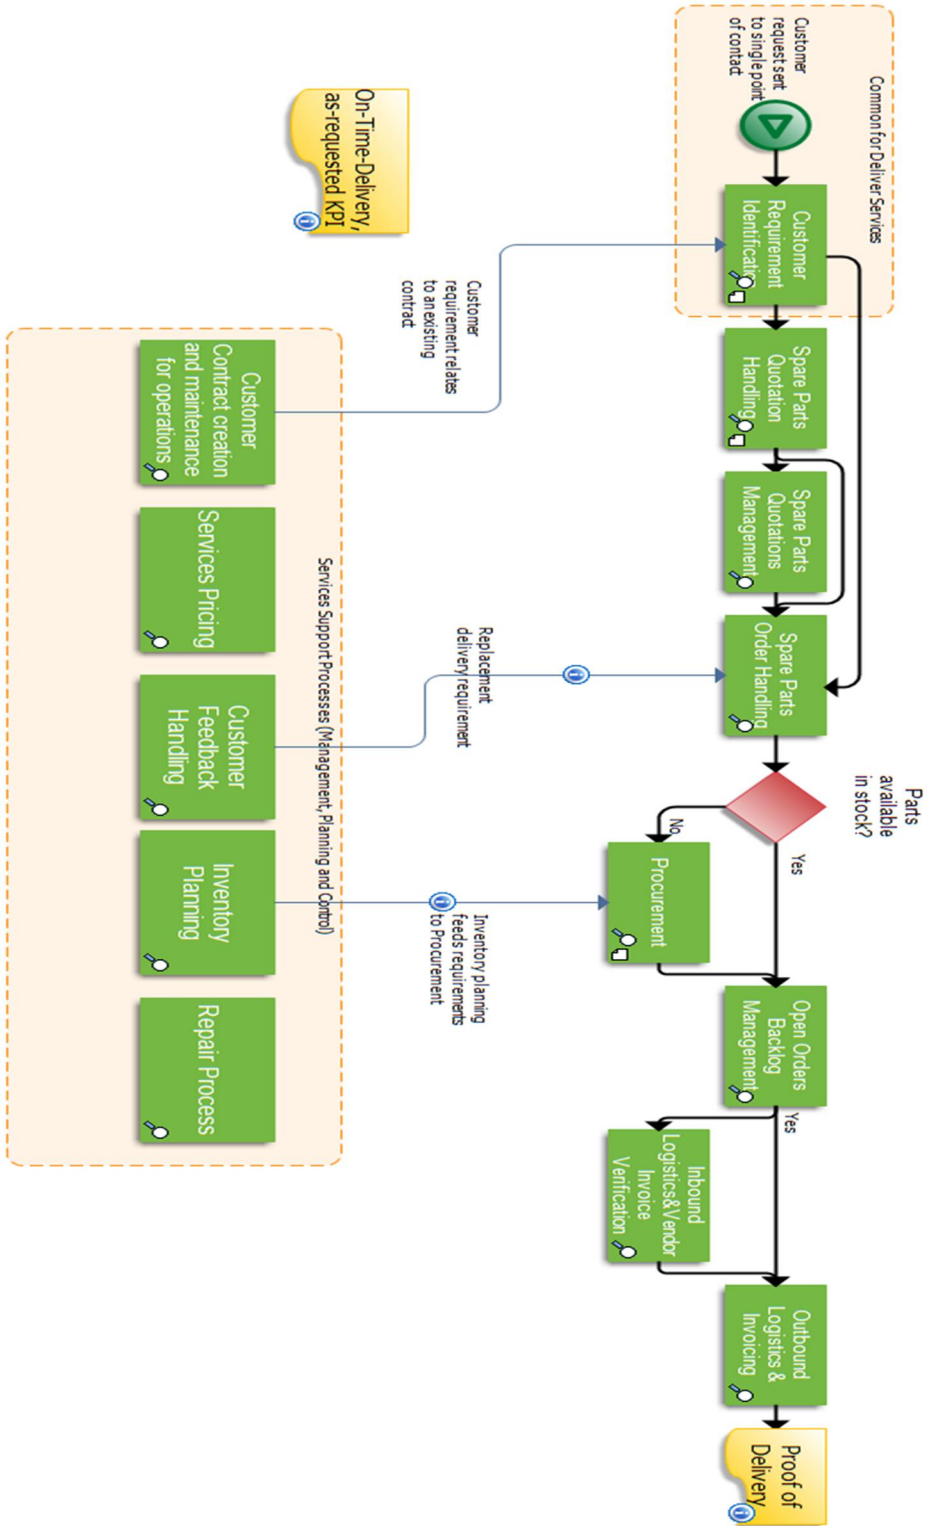 Common for Deliver Services
Customer
request sent
to single point
of contact
Customer
Requirement
Identification
Spare Parts
Quotation
Handling
Spare Parts
Quotations
Management
Spare Parts
Order Handling
Parts
available
in stock?
Yes
No
Procurement
Open Orders
Backlog
Management
Yes
Inbound
Logistics&Vendor
Invoice
Verification
Outbound
Logistics &
Invoicing
Proof of
Delivery
On-Time-Delivery,
as-requested KPI
Customer
requirement relates
to an existing
contract
Replacement
delivery requirement
Inventory planning
feeds requirements
to Procurement
Services Support Processes (Management, Planning and Control)
Customer
Contract creation
and maintenance
for operations
Services Pricing
Customer
Feedback
Handling
Inventory
Planning
Repair Process